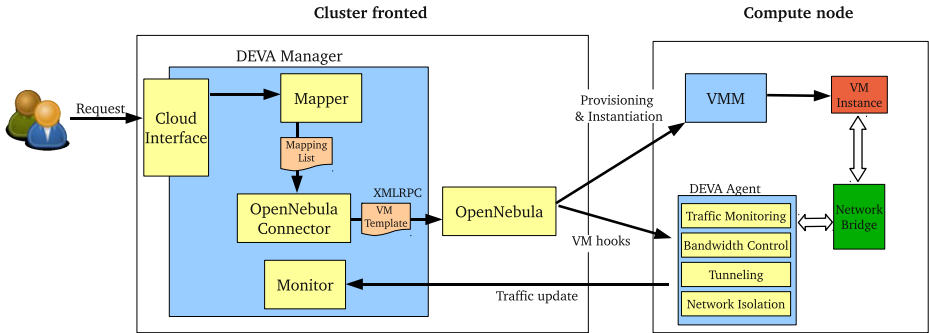 Cluster fronted
Compute node
DEVA Manager
Request
Cloud
Interface
Mapper
Mapping
List
OpenNebula
Connector
XMLRPC
VM
Template
Monitor
OpenNebula
Provisioning
& Instantiation
VM hooks
Traffic update
VMM
VM
Instance
DEVA Agent
Traffic Monitoring
Bandwidth Control
Tunneling
Network Isolation
Network
Bridge